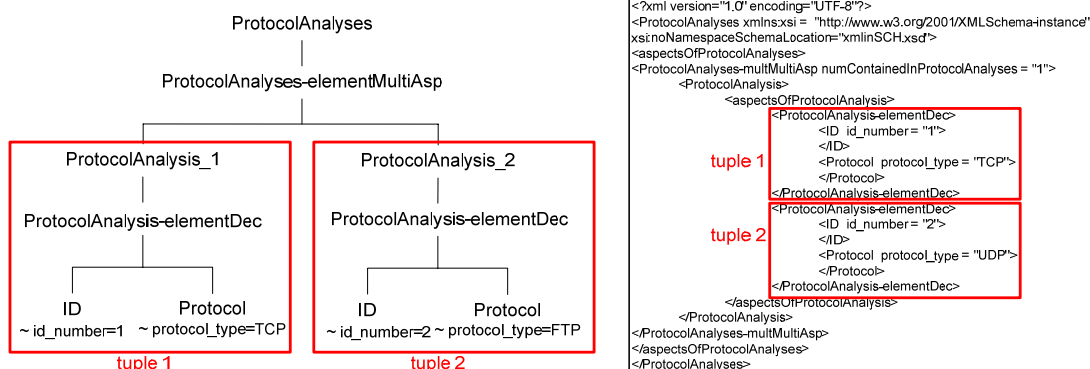 ProtocolAnalyses
ProtocolAnalyses-elementMultiAsp
ProtocolAnalysis_1
ProtocolAnalysis-elementDec
ID
~ id_number=1
Protocol
~ protocol_type=TCP
tuple 1
ProtocolAnalysis_2
ProtocolAnalysis-elementDec
ID
~ id_number=2
Protocol
~ protocol_type=FTP
tuple 2
<?xml version="1.0" encoding="UTF-8"?>
<ProtocolAnalyses xmlns:xsi = "http://www.w3.org/2001/XMLSchema-instance"
xsi:noNamespaceSchemaLocation="xmlinSCH.xsd">
<aspectsOfProtocolAnalyses>
<ProtocolAnalyses-multMultiAsp numContainedInProtocolAnalyses = "1">
<ProtocolAnalysis>
<aspectsOfProtocolAnalysis>
<ProtocolAnalysis-elementDec>
<ID id_number = "1">
</ID>
tuple 1
<Protocol protocol_type = "TCP">
</Protocol>
</ProtocolAnalysis-elementDec>
<ProtocolAnalysis-elementDec>
<ID id_number = "2">
tuple 2
</ID>
<Protocol protocol_type = "UDP">
</Protocol>
</ProtocolAnalysis-elementDec>
</aspectsOfProtocolAnalysis>
</ProtocolAnalysis>
</ProtocolAnalyses-multMultiAsp>
</aspectsOfProtocolAnalyses>
</ProtocolAnalyses>